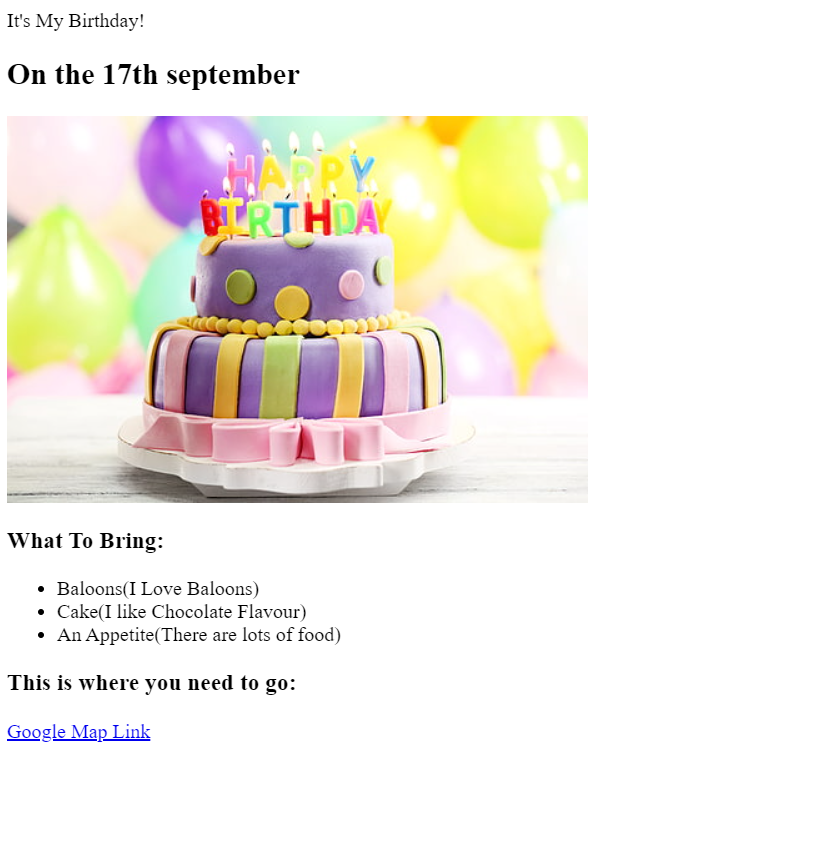 It's My Birthday!
On the 17th september
HAPPY
BIRTHDAY
What To Bring:
Baloons(I Love Baloons)
Cake(I like Chocolate Flavour)
An Appetite(There are lots of food)
This is where you need to go:
Google Map Link